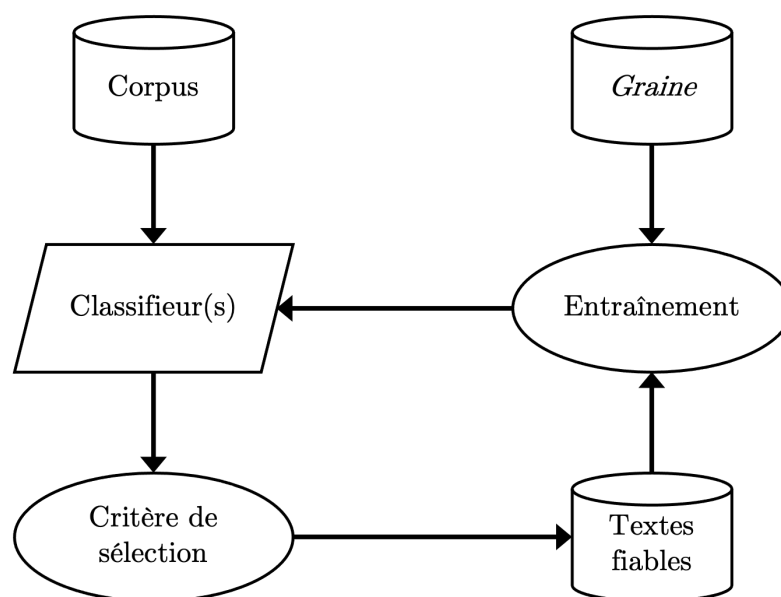 Corpus
Graine
Classifieur(s)
Entraînement
Critère de
sélection
Textes
fiables